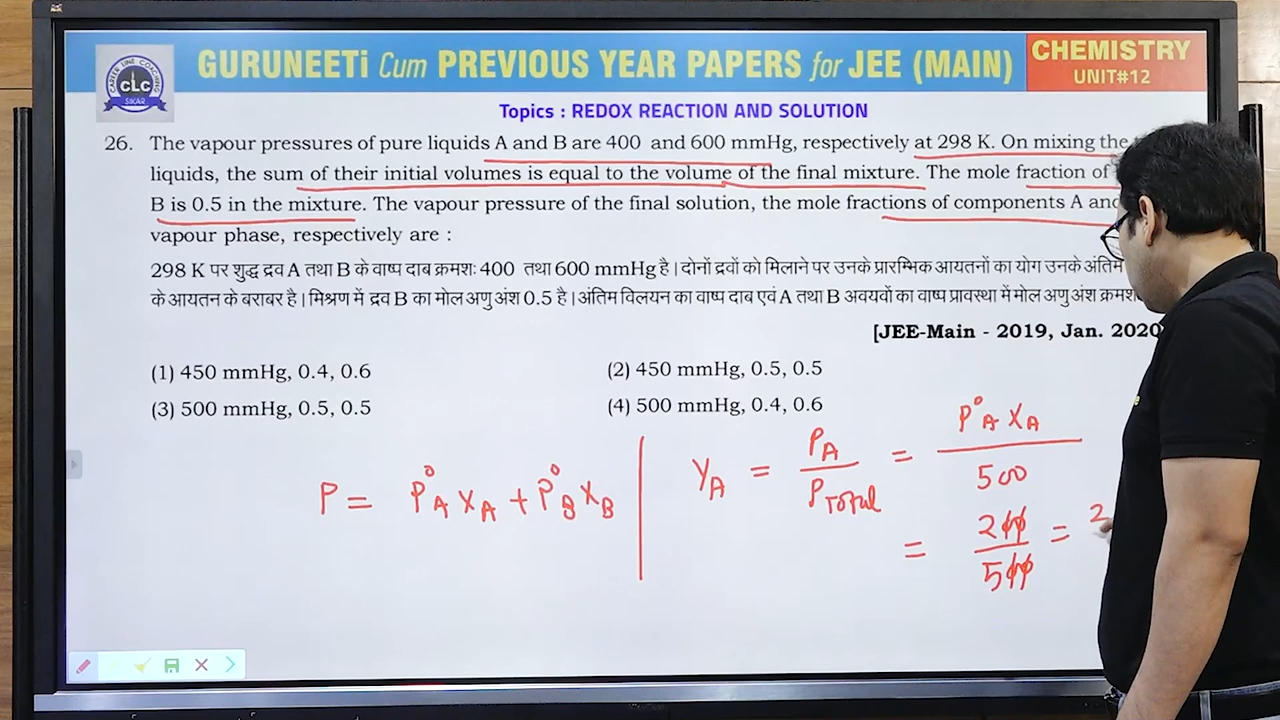 GURUNEETi Cum PREVIOUS YEAR PAPERS for JEE (MAIN)
CHEMISTRY
UNIT#12
CAREER LINE COACHING
CLC
SIKAR
Topics : REDOX REACTION AND SOLUTION
26. The vapour pressures of pure liquids A and B are 400 and 600 mmHg, respectively at 298 K. On mixing the
liquids, the sum of their initial volumes is equal to the volume of the final mixture. The mole fraction of
B is 0.5 in the mixture. The vapour pressure of the final solution, the mole fractions of components A and
vapour phase, respectively are :
298 K पर शुद्ध द्रव A तथा B के वाष्प दाब क्रमशः 400 तथा 600 mmHg है। दोनों द्रवों को मिलाने पर उनके प्रारम्भिक आयतनों का योग उनके अंतिम
के आयतन के बराबर है। मिश्रण में द्रव B का मोल अणु अंश 0.5 है। अंतिम विलयन का वाष्प दाब एवं A तथा B अवयवों का वाष्प प्रावस्था में मोल अणु अंश क्रमश
[JEE-Main - 2019, Jan. 2020
(1) 450 mmHg, 0.4, 0.6
(2) 450 mmHg, 0.5, 0.5
(3) 500 mmHg, 0.5, 0.5
(4) 500 mmHg, 0.4, 0.6
P = P°A XA + P°B XB
YA = PA / PTotal = P°A XA / 500
= 200 / 500 = 2